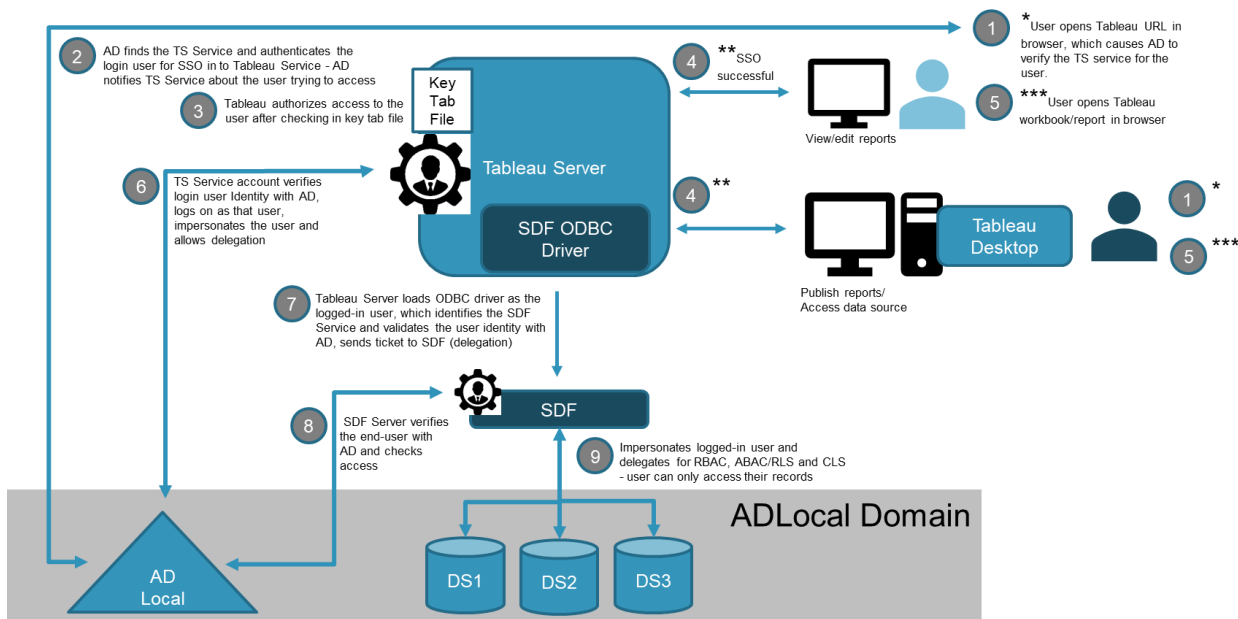 1
*User opens Tableau URL in
browser, which causes AD to
verify the TS service for the
user.
2
AD finds the TS Service and authenticates the
login user for SSO in to Tableau Service - AD
notifies TS Service about the user trying to access
3
Tableau authorizes access to the
user after checking in key tab file
Key
Tab
File
Tableau Server
SDF ODBC
Driver
4
**SSO
successful
View/edit reports
5
***User opens Tableau
workbook/report in browser
4
**
Tableau
Desktop
Publish reports/
Access data source
1
*
5
***
6
TS Service account verifies
login user Identity with AD,
logs on as that user,
impersonates the user and
allows delegation
7
Tableau Server loads ODBC driver as the
logged-in user, which identifies the SDF
Service and validates the user identity with
AD, sends ticket to SDF (delegation)
SDF
8
SDF Server verifies
the end-user with
AD and checks
access
9
Impersonates logged-in user and
delegates for RBAC, ABAC/RLS and CLS
- user can only access their records
ADLocal Domain
AD
Local
DS1
DS2
DS3